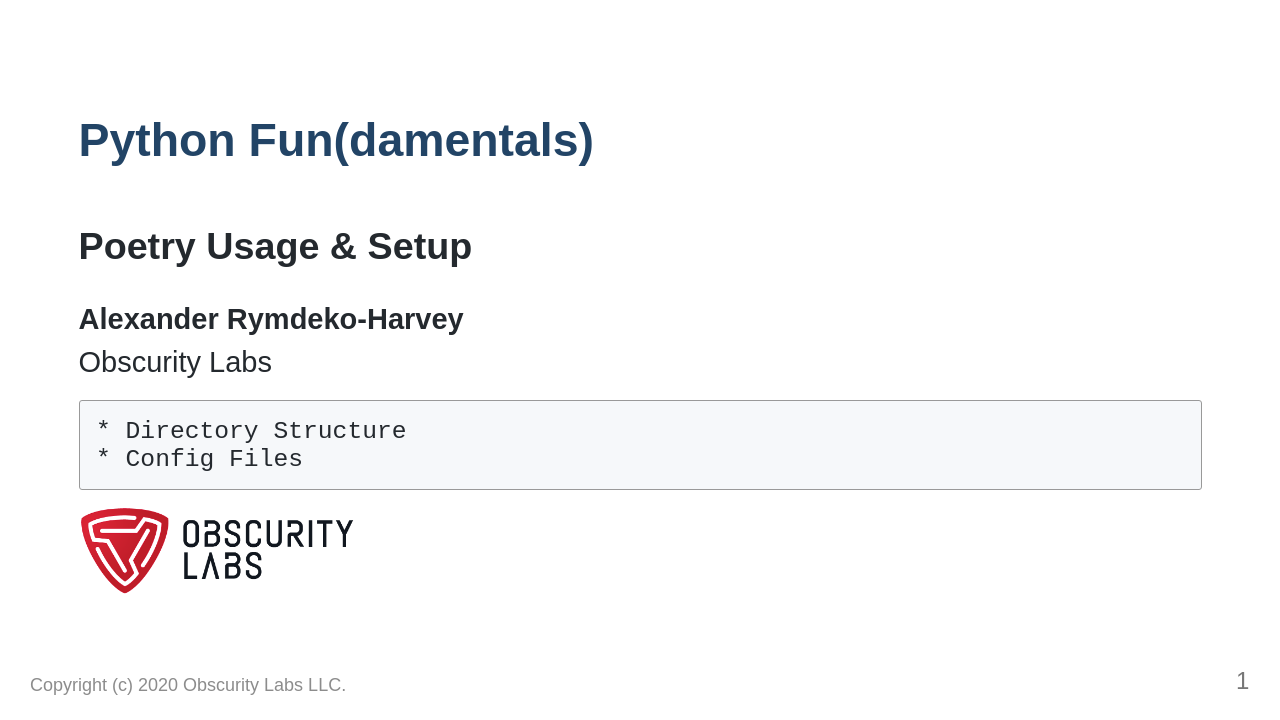 Python Fun(damentals)
Poetry Usage & Setup
Alexander Rymdeko-Harvey
Obscurity Labs
* Directory Structure
* Config Files
OBSCURITY
LABS
Copyright (c) 2020 Obscurity Labs LLC.
1